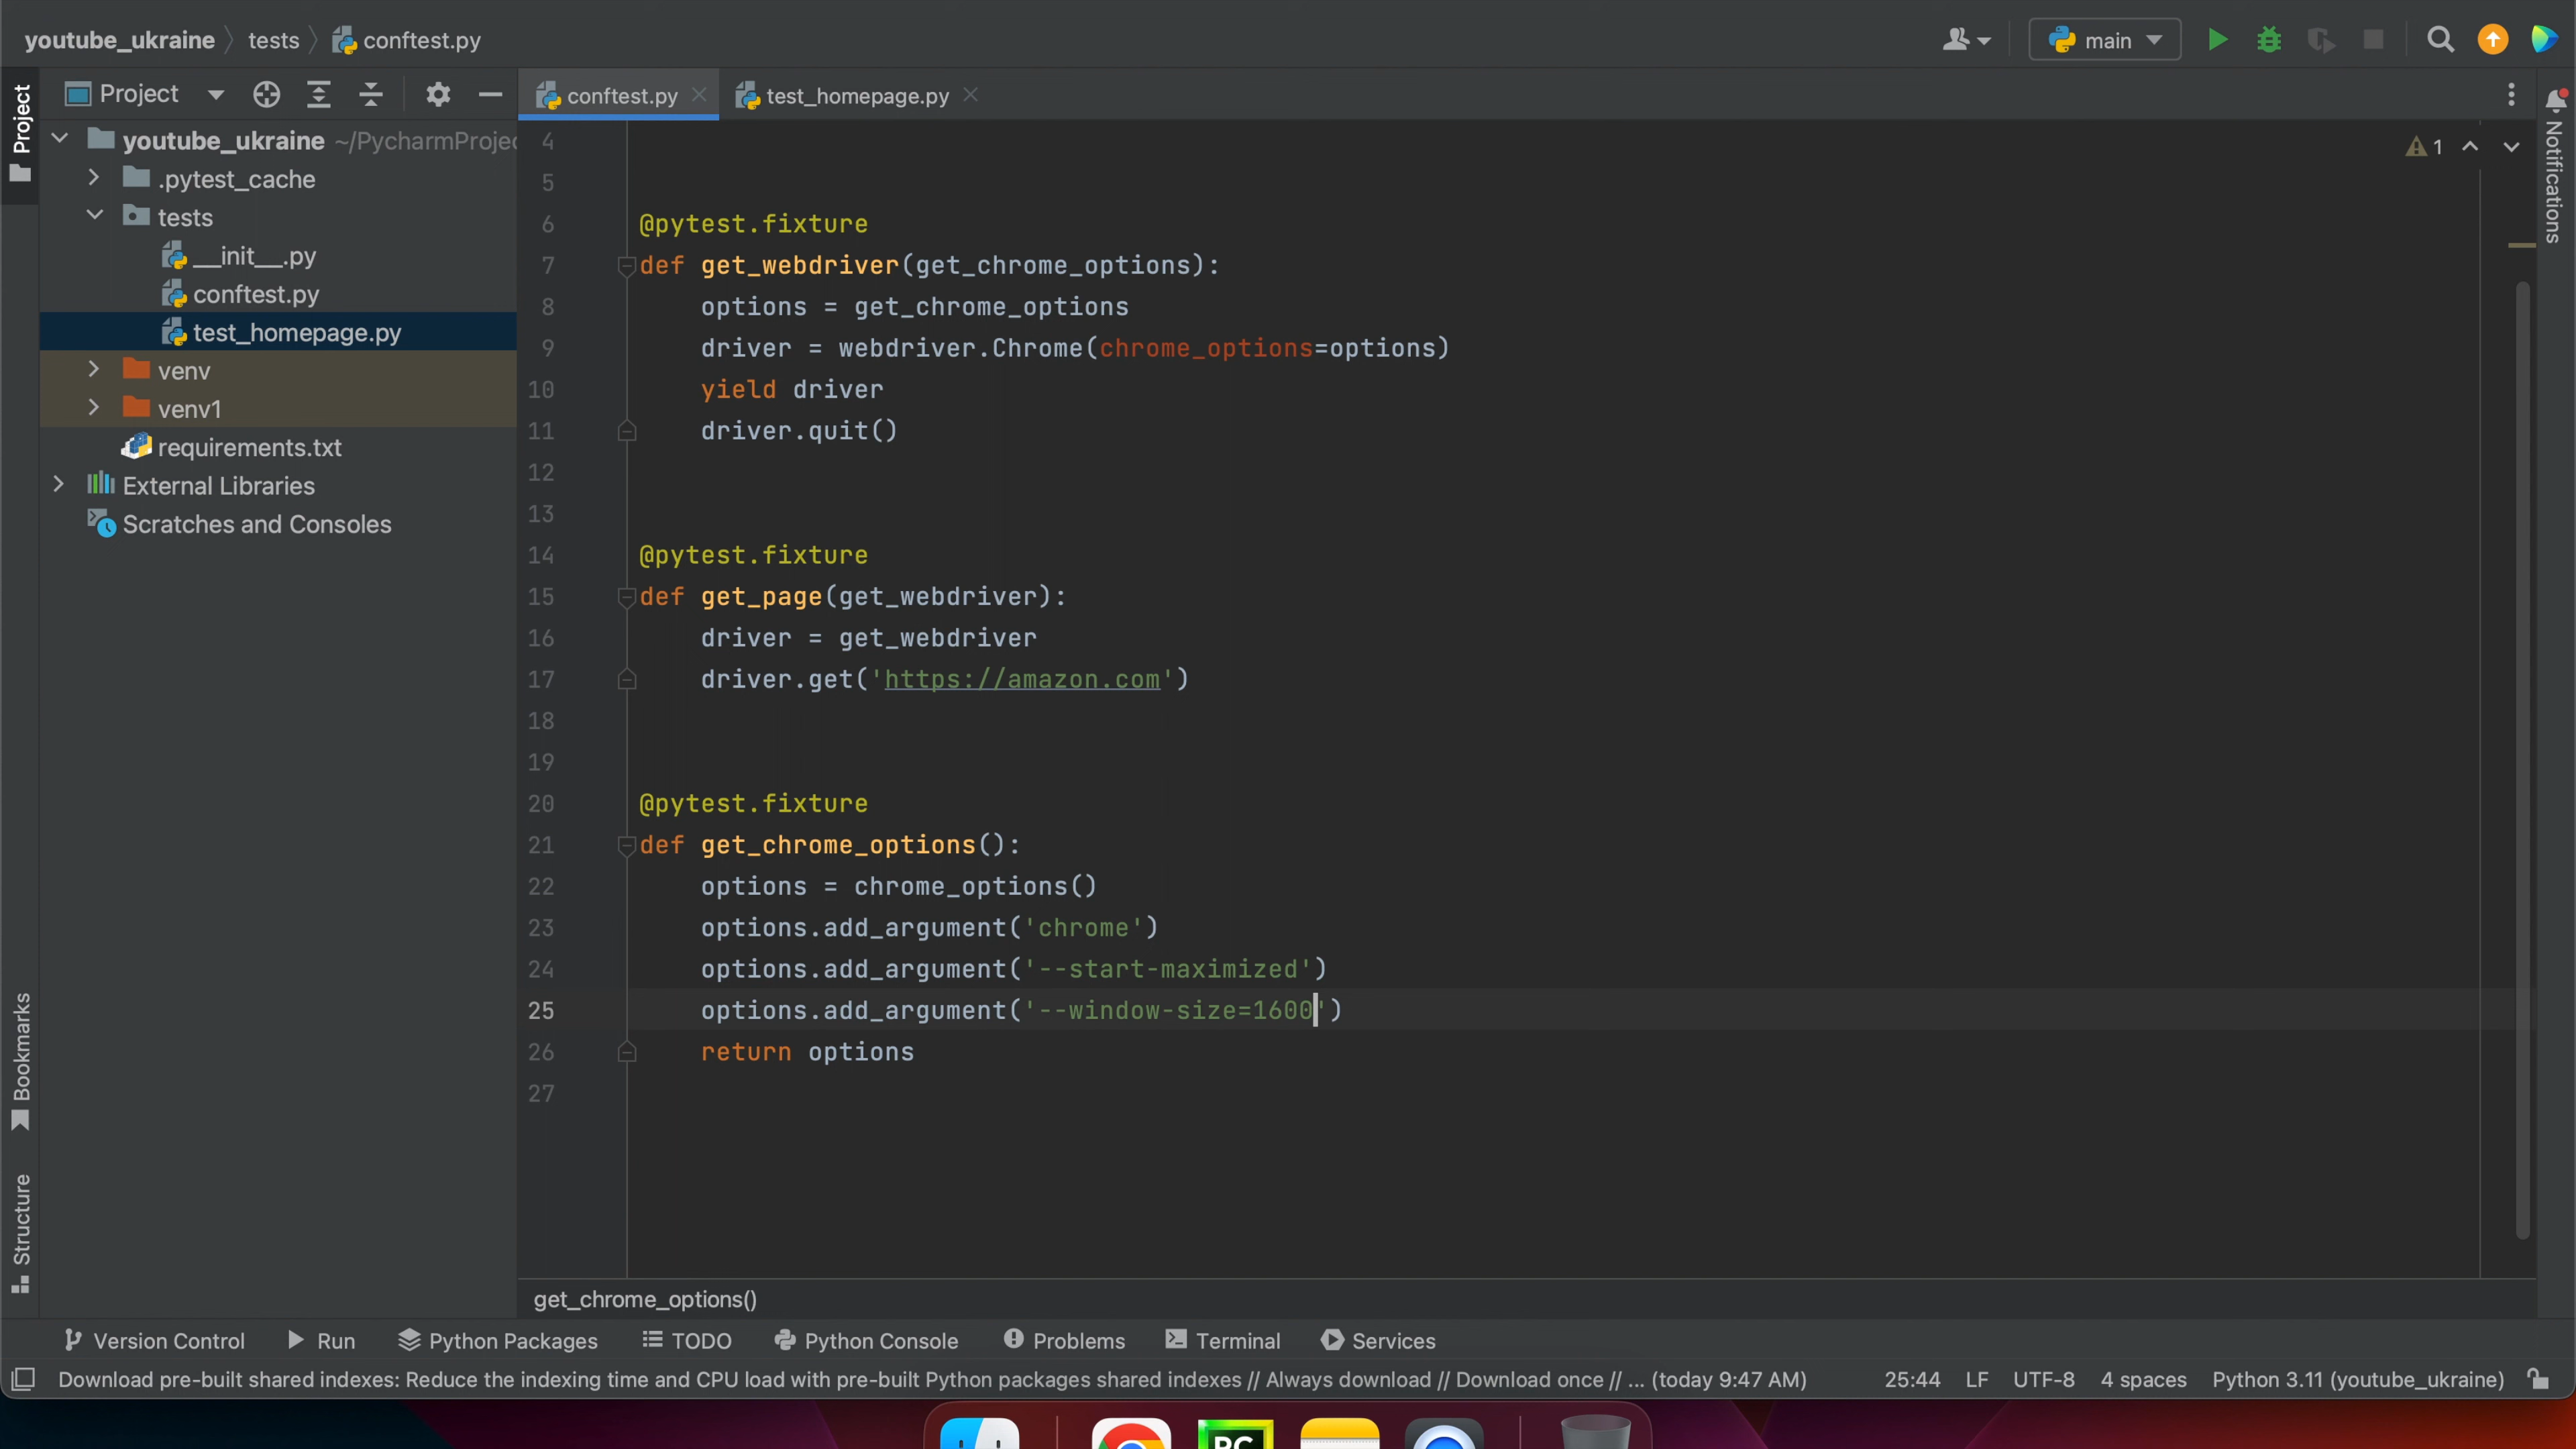 youtube_ukraine tests conftest.py
main
Project
conftest.py
test_homepage.py
youtube_ukraine ~/PycharmProjec
.pytest_cache
tests
__init__.py
conftest.py
test_homepage.py
venv
venv1
requirements.txt
External Libraries
Scratches and Consoles
Project
Bookmarks
Structure
Notifications
1
4
5
6 @pytest.fixture
7 def get_webdriver(get_chrome_options):
8 options = get_chrome_options
9 driver = webdriver.Chrome(chrome_options=options)
10 yield driver
11 driver.quit()
12
13
14 @pytest.fixture
15 def get_page(get_webdriver):
16 driver = get_webdriver
17 driver.get('https://amazon.com')
18
19
20 @pytest.fixture
21 def get_chrome_options():
22 options = chrome_options()
23 options.add_argument('chrome')
24 options.add_argument('--start-maximized')
25 options.add_argument('--window-size=1600')
26 return options
27
get_chrome_options()
Version Control Run Python Packages TODO Python Console Problems Terminal Services
Download pre-built shared indexes: Reduce the indexing time and CPU load with pre-built Python packages shared indexes // Always download // Download once // ... (today 9:47 AM) 25:44 LF UTF-8 4 spaces Python 3.11 (youtube_ukraine)
PC